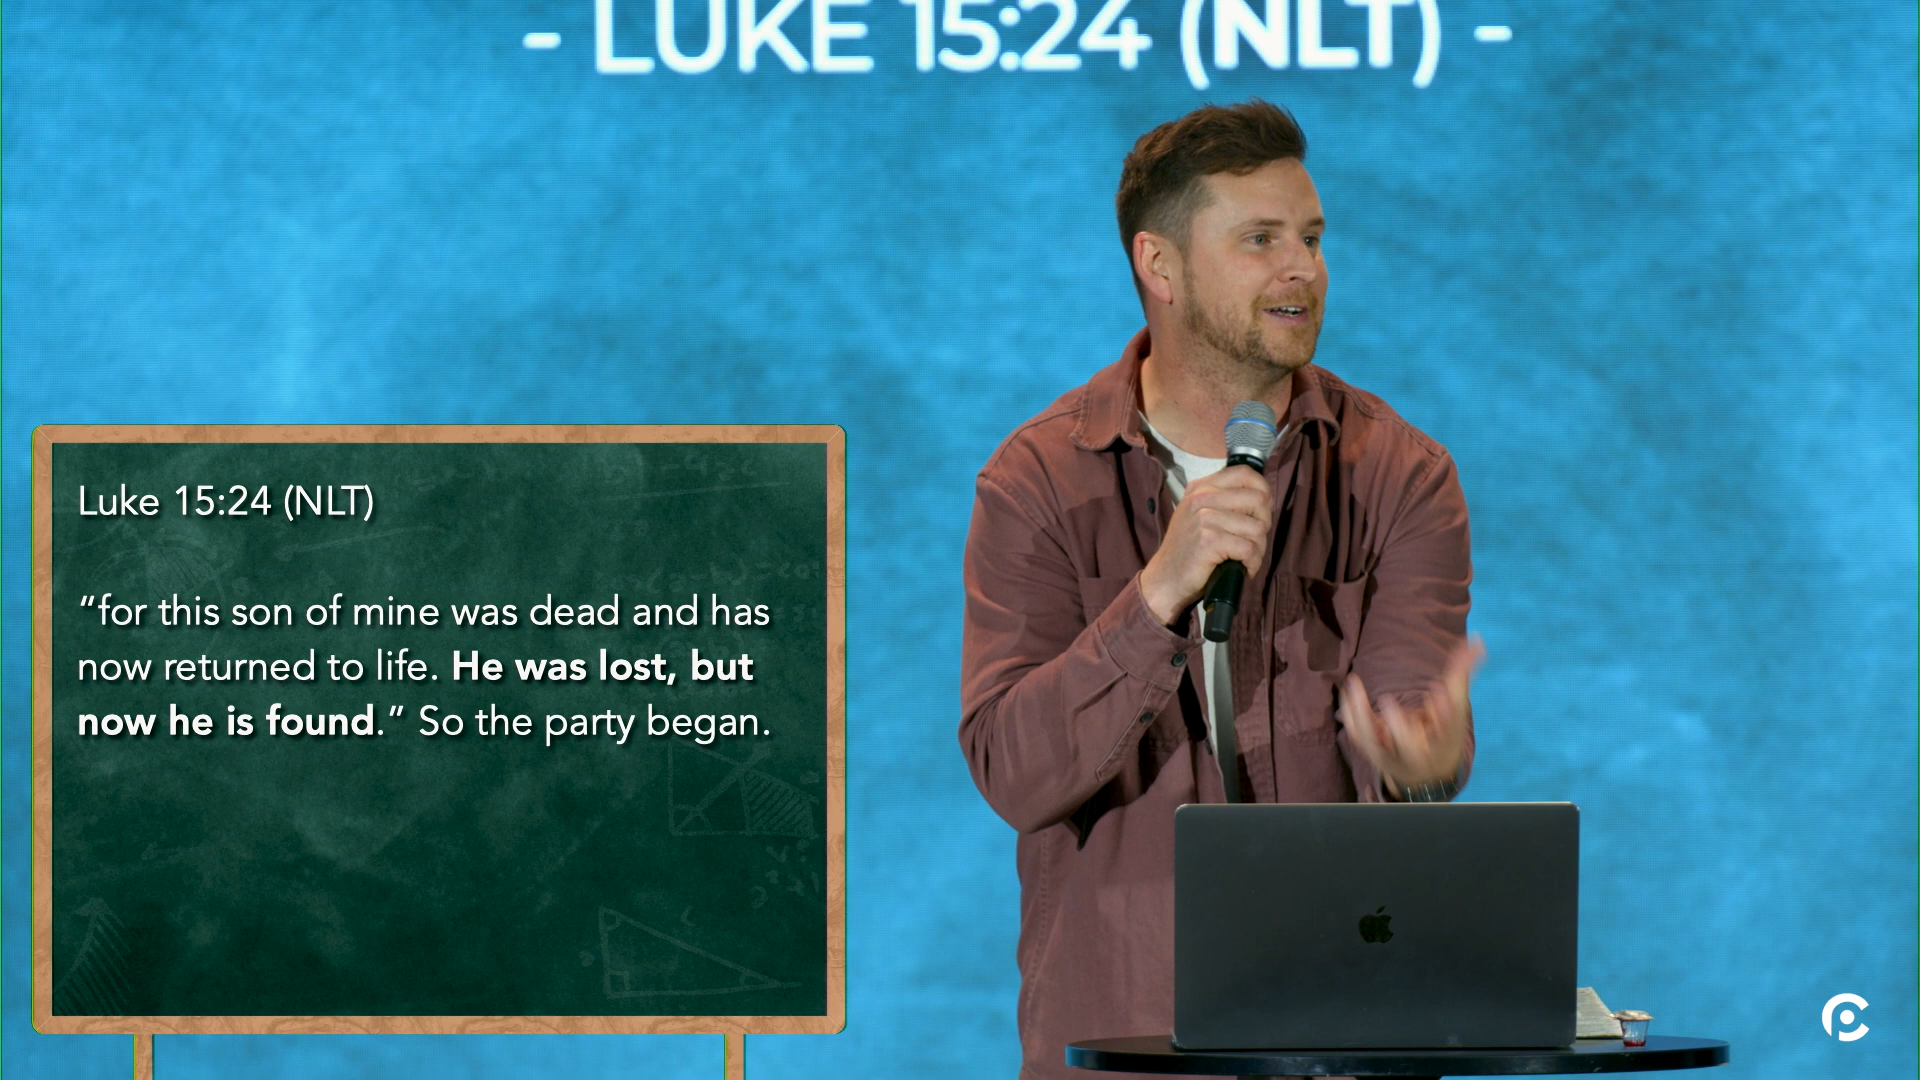 - LUKE 15:24 (NLT) -
Luke 15:24 (NLT)
“for this son of mine was dead and has
now returned to life. He was lost, but
now he is found.” So the party began.